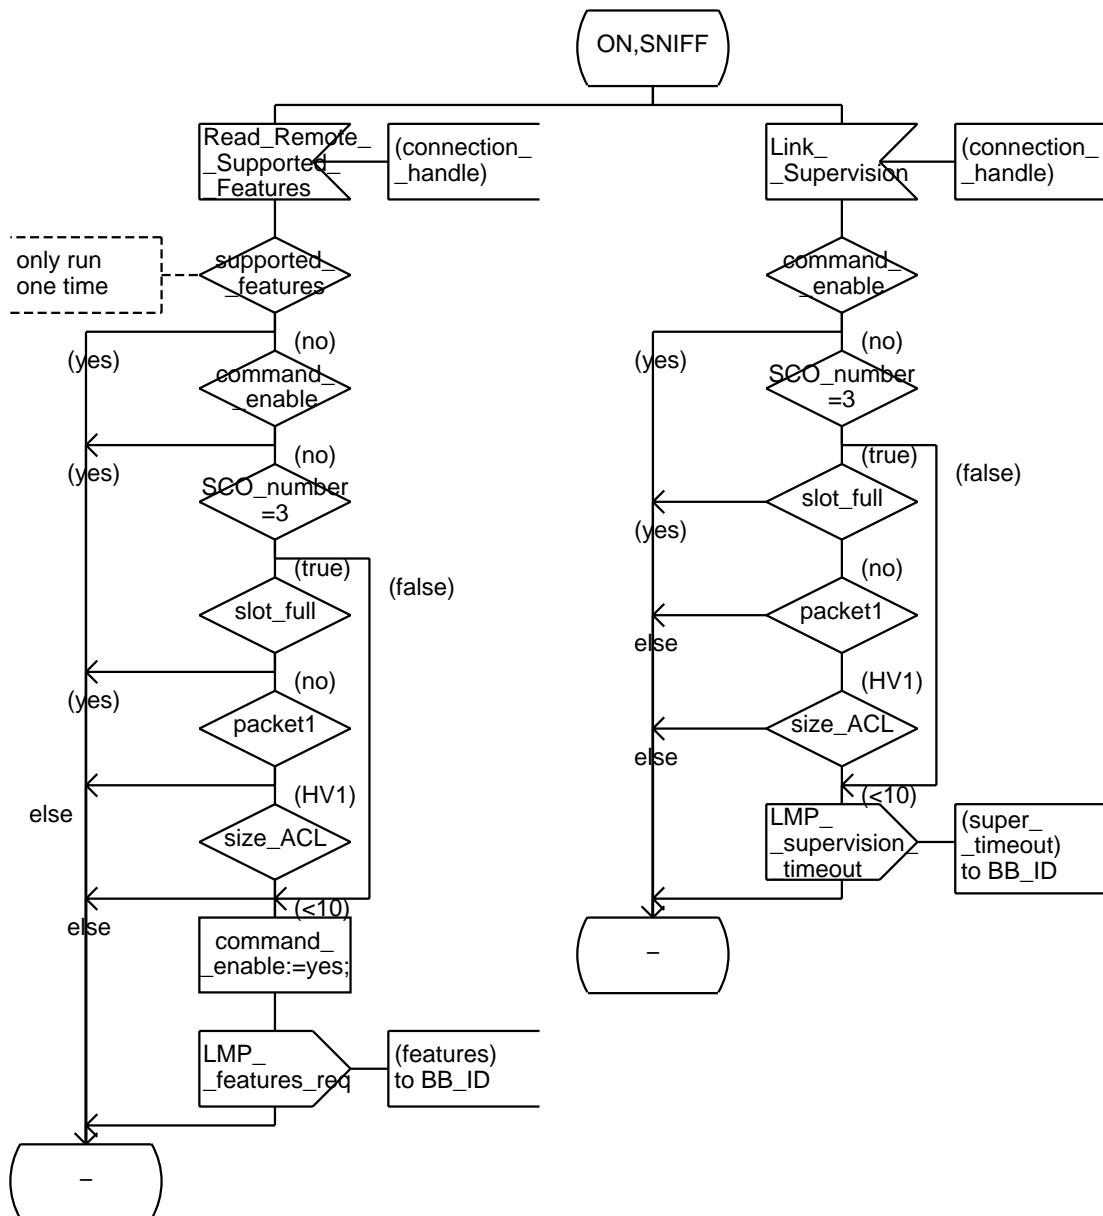 ON,SNIFF
Read_Remote_
_Supported_
_Features
(connection_
_handle)
only run
one time
supported_
_features
(yes)
(no)
command_
_enable
(yes)
(no)
SCO_number
=3
(true)
(false)
slot_full
(yes)
(no)
packet1
else
(HV1)
size_ACL
else
(<10)
command_
_enable:=yes;
LMP_
_features_req
(features)
to BB_ID
–
Link_
_Supervision
(connection_
_handle)
command_
_enable
(yes)
(no)
SCO_number
=3
(true)
(false)
slot_full
(yes)
(no)
packet1
else
(HV1)
size_ACL
else
(<10)
LMP_
_supervision_
_timeout
(super_
_timeout)
to BB_ID
–